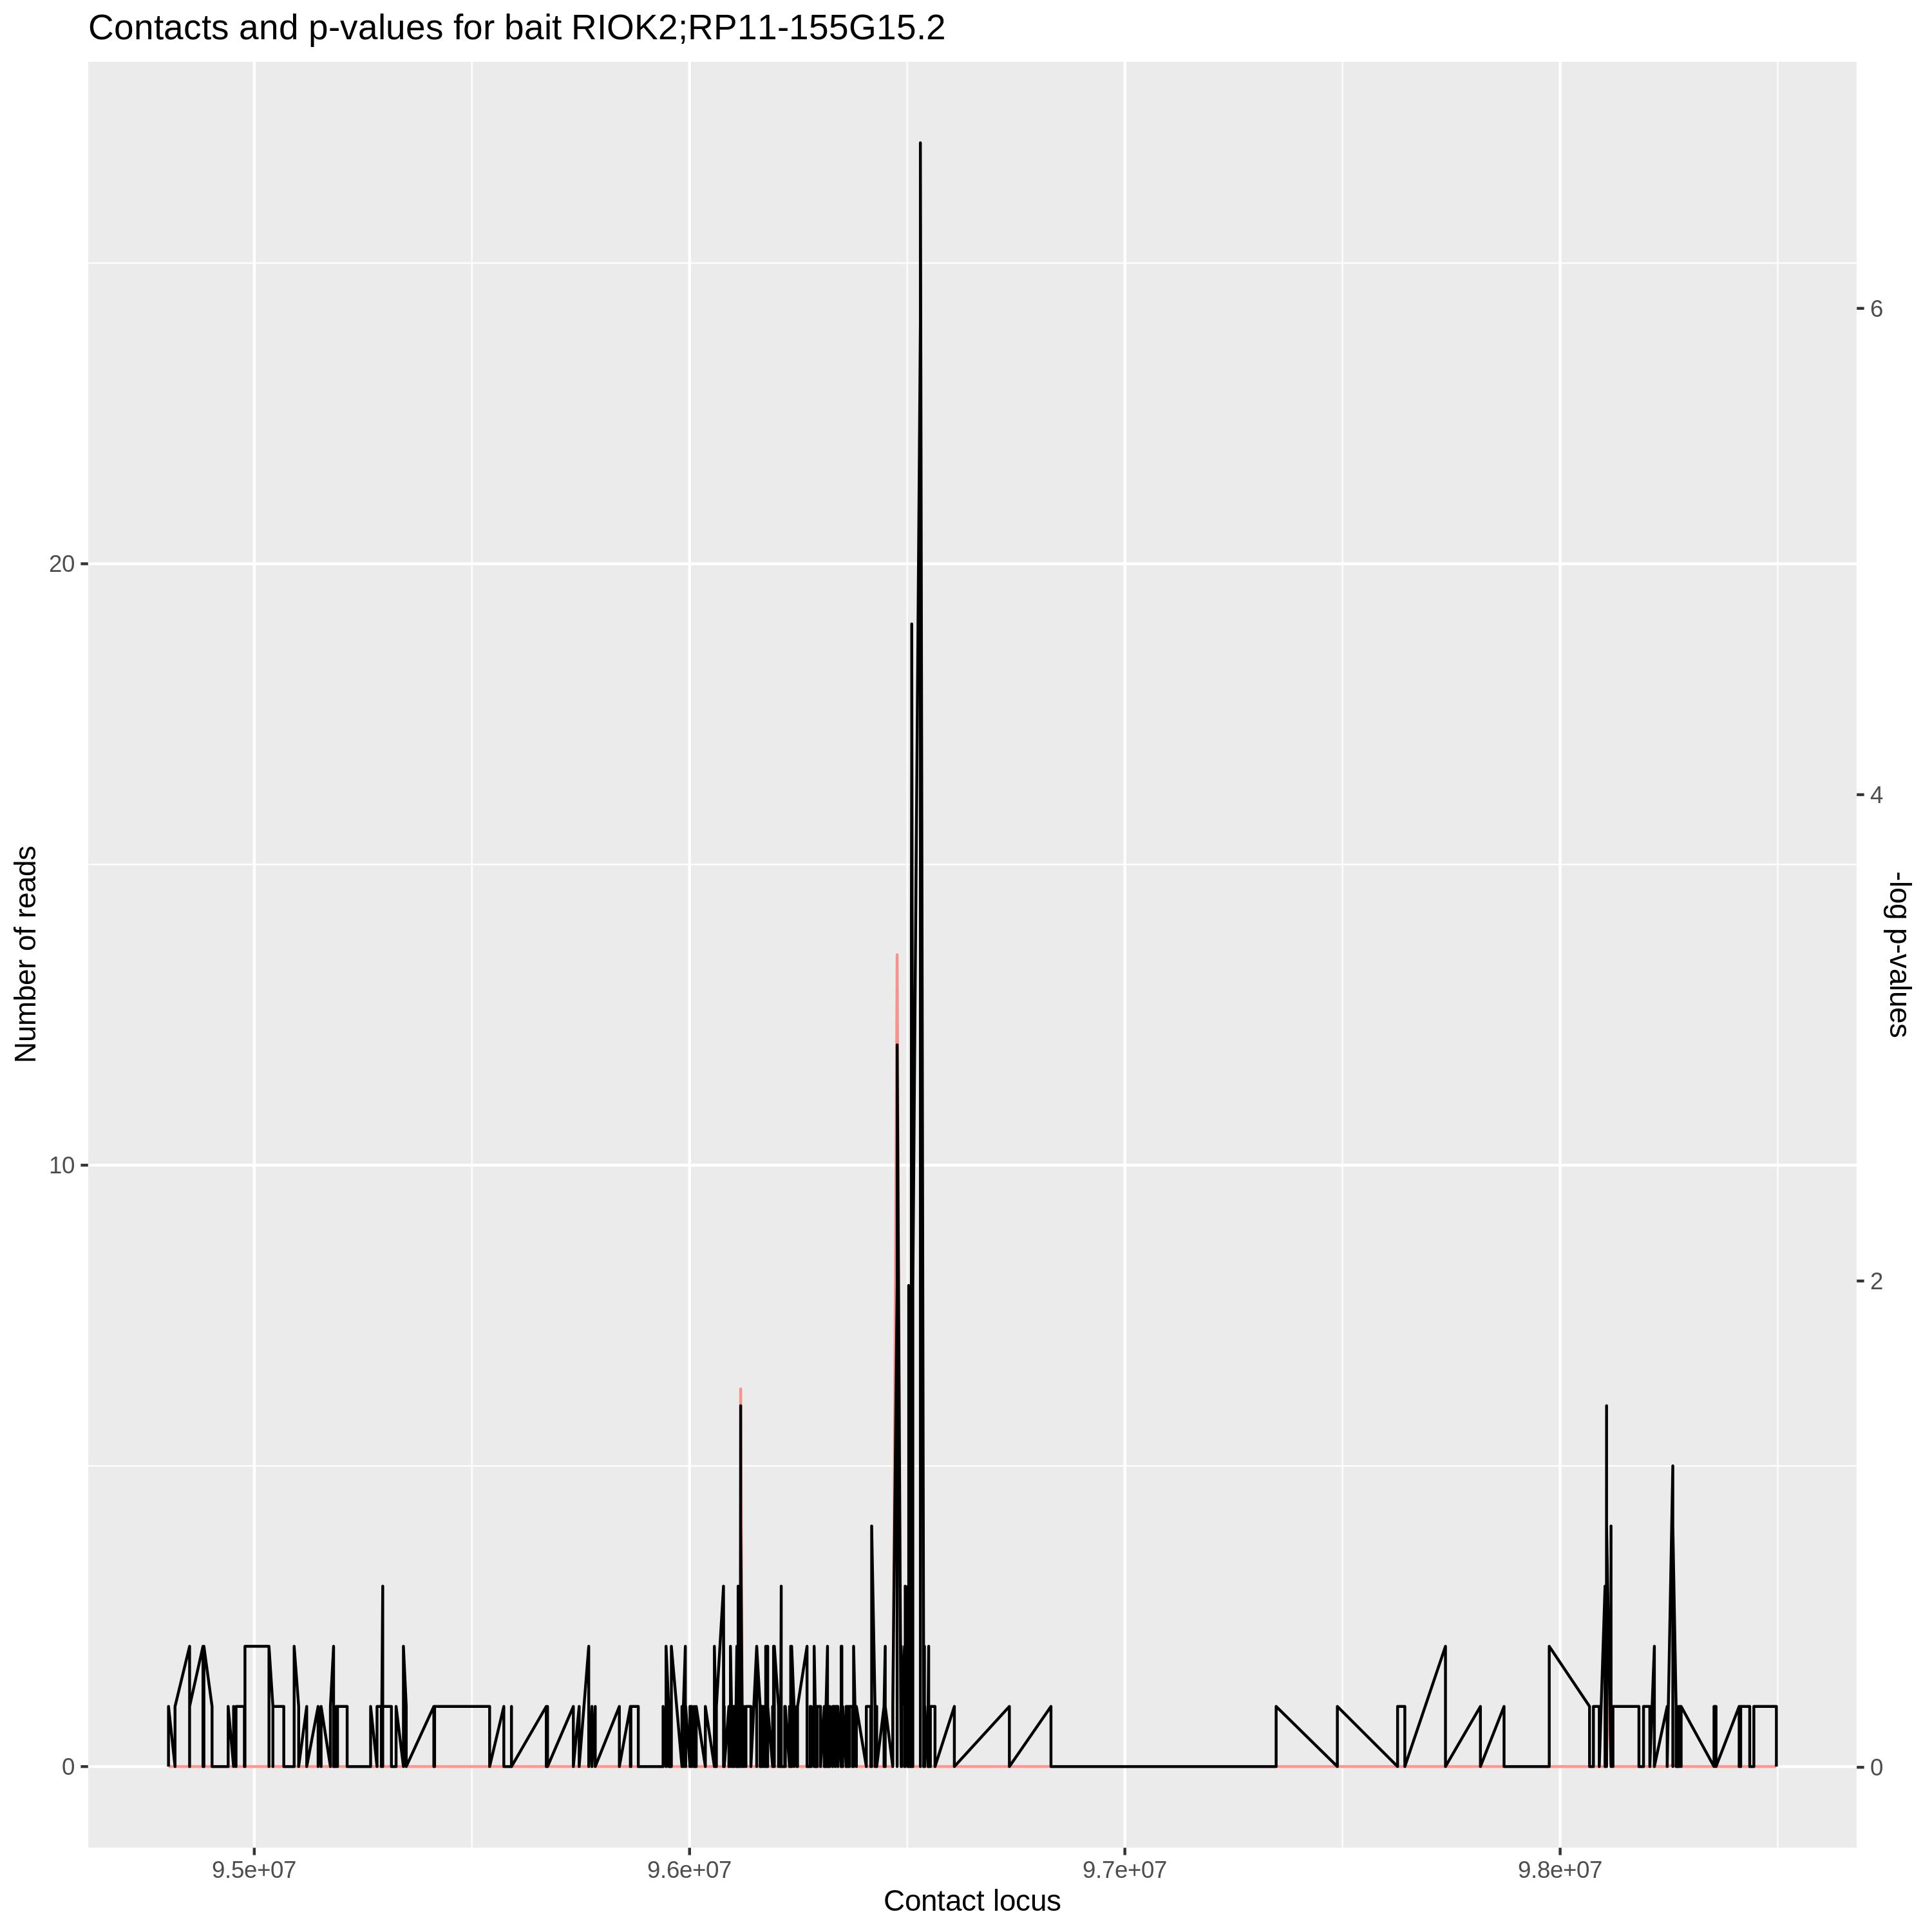 Contacts and p-values for bait RIOK2;RP11-155G15.2
Number of reads
20
10
0
6
4
2
0
-log p-values
9.5e+07 9.6e+07 9.7e+07 9.8e+07
Contact locus